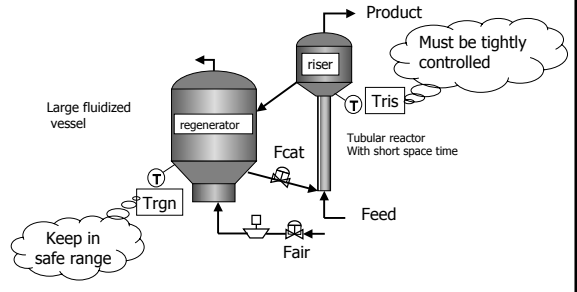 Product
Must be tightly
controlled
riser
T
Tris
Large fluidized
vessel
regenerator
Tubular reactor
With short space time
Fcat
T
Trgn
Feed
Keep in
safe range
Fair